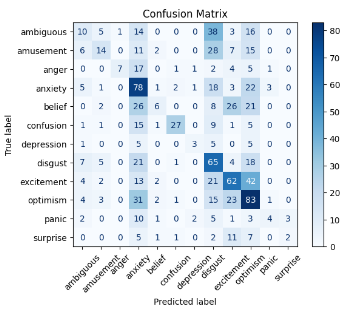 Confusion Matrix
ambiguous 10 5 1 14 0 0 0 38 3 16 0 0
amusement 6 14 0 11 2 0 0 28 7 15 0 0
anger 0 0 7 17 0 1 1 2 4 5 1 0
anxiety 5 1 0 78 1 2 1 18 3 22 3 0
belief 0 2 0 26 6 0 0 8 26 21 0 0
confusion 1 1 0 15 1 27 0 9 1 5 0 0
depression 1 0 0 5 0 0 3 5 0 5 0 0
disgust 7 5 0 21 0 1 0 65 4 18 0 0
excitement 4 2 0 13 2 0 0 21 62 42 0 0
optimism 4 3 0 31 2 1 0 15 23 83 1 0
panic 2 0 0 10 1 0 2 5 1 3 4 3
surprise 0 0 0 5 1 1 0 2 11 7 0 2
True label
ambiguous amusement anger anxiety belief confusion depression disgust excitement optimism panic surprise
Predicted label
80
70
60
50
40
30
20
10
0